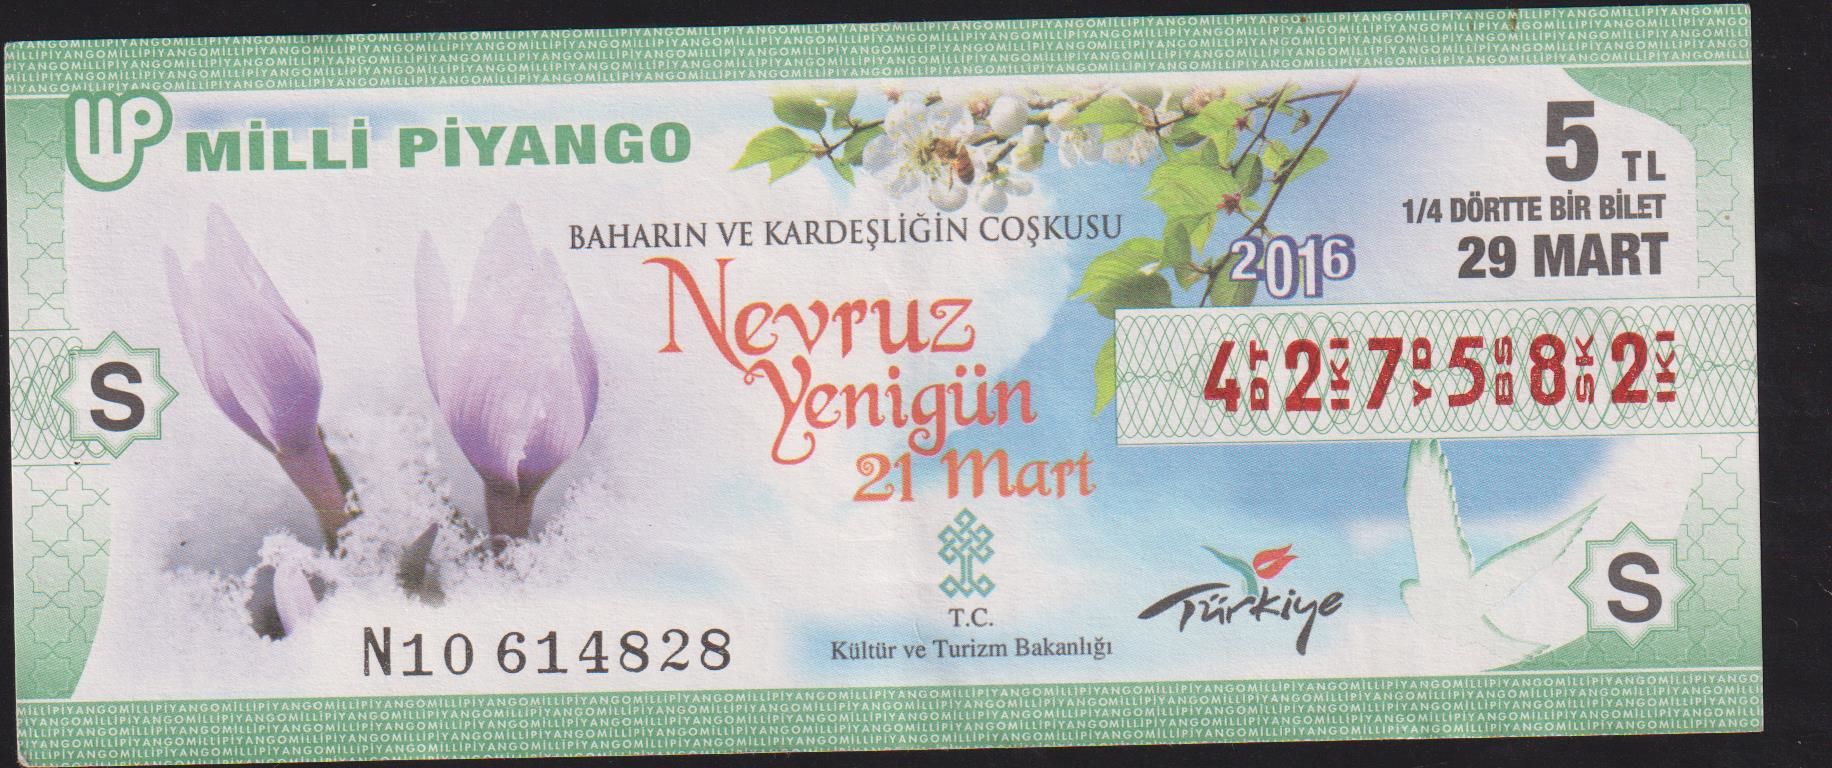 MİLLİ PİYANGO
5 TL
1/4 DÖRTTE BİR BİLET
29 MART
BAHARIN VE KARDEŞLİĞİN COŞKUSU
2016
Nevruz
Yenigün
21 Mart
4 DT 2 İKİ 7 YD 5 BŞ 8 SK 2 İKİ
S
S
T.C.
Kültür ve Turizm Bakanlığı
Türkiye
N10 614828